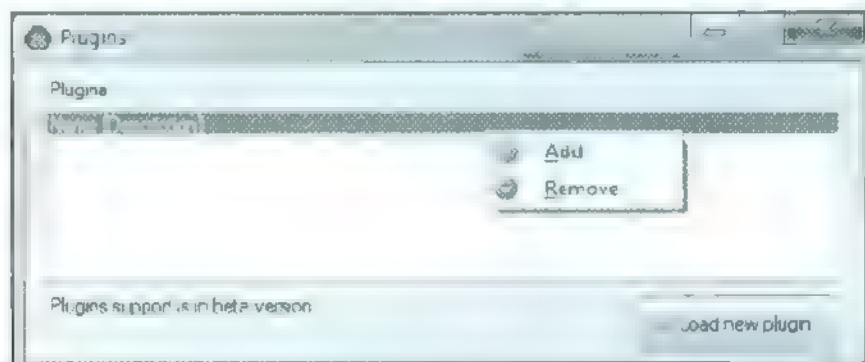 Plugins
Plugins
Add
Remove
Plugins support is in beta version
Load new plugin